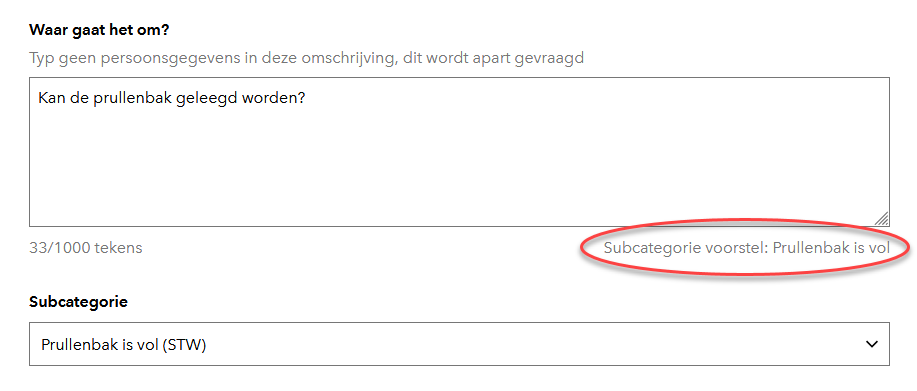 Waar gaat het om?
Typ geen persoonsgegevens in deze omschrijving, dit wordt apart gevraagd
Kan de prullenbak geleegd worden?
33/1000 tekens
Subcategorie voorstel: Prullenbak is vol
Subcategorie
Prullenbak is vol (STW)